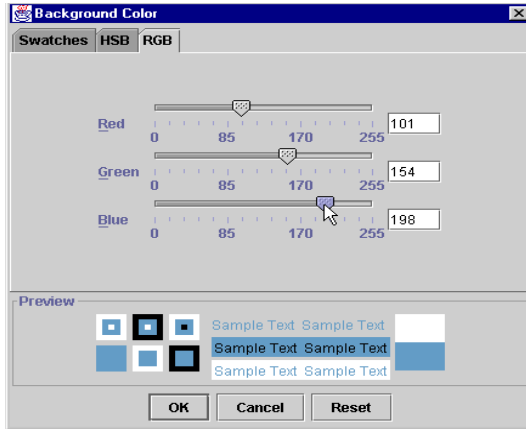 Background Color
Swatches HSB RGB
Red 101
0 85 170 255
Green 154
0 85 170 255
Blue 198
0 85 170 255
Preview
Sample Text Sample Text
Sample Text Sample Text
Sample Text Sample Text
OK Cancel Reset